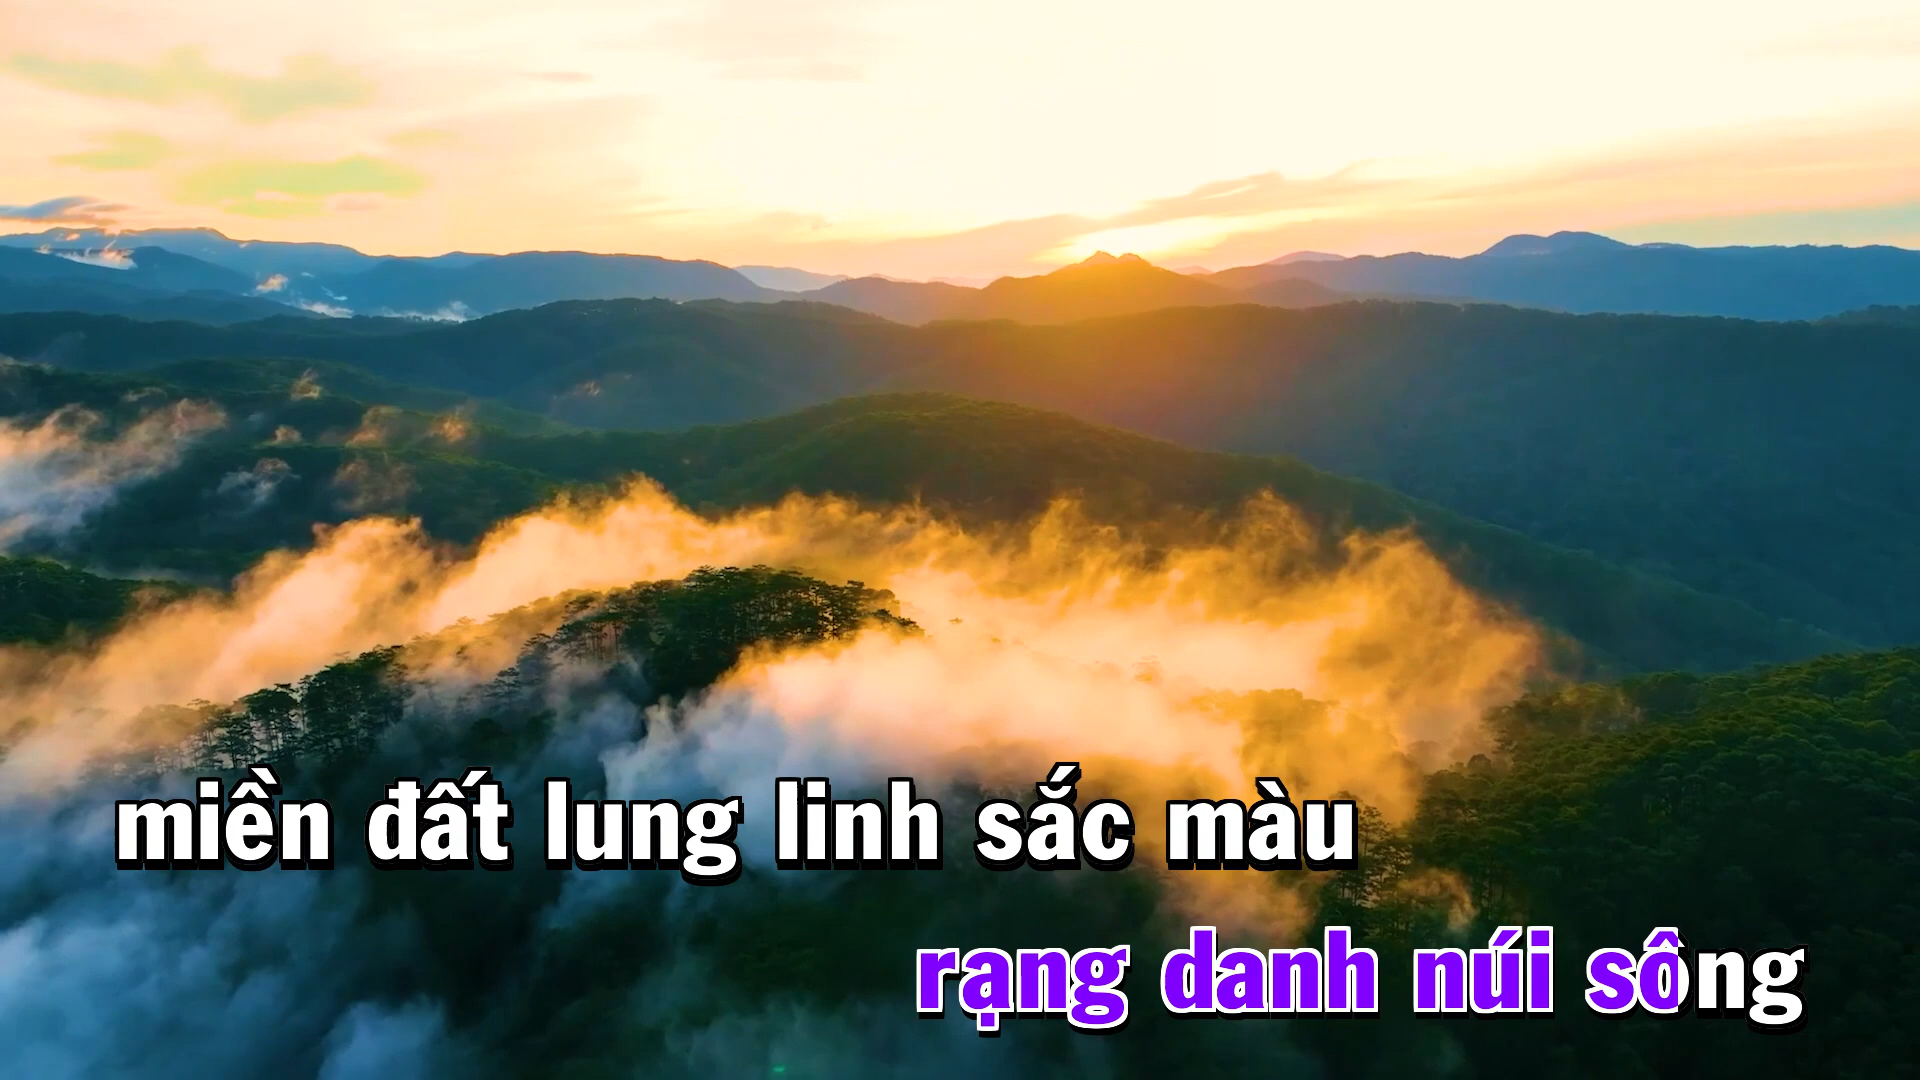 miền đất lung linh sắc màu
rạng danh núi sông